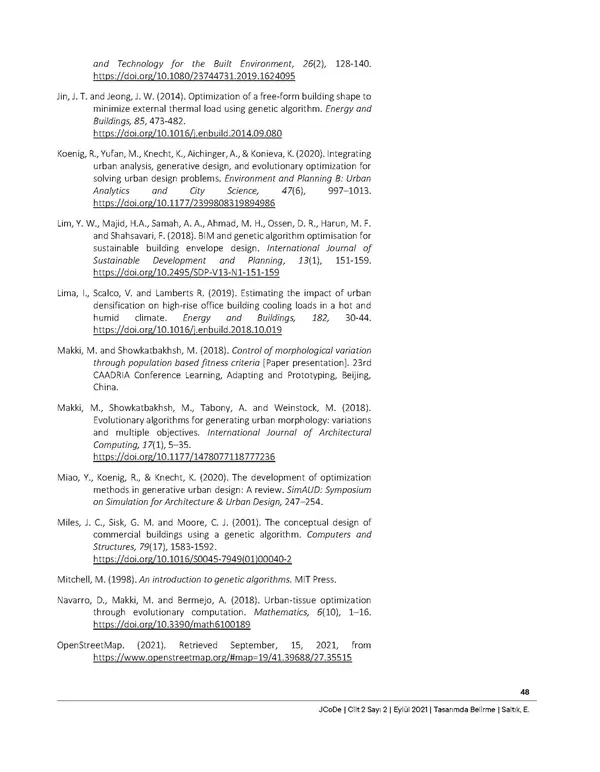 and Technology for the Built Environment, 26(2), 128-140.
https://doi.org/10.1080/23744731.2019.1624095
Jin, J. T. and Jeong, J. W. (2014). Optimization of a free-form building shape to
minimize external thermal load using genetic algorithm. Energy and
Buildings, 85, 473-482.
https://doi.org/10.1016/j.enbuild.2014.09.080
Koenig, R., Yufan, M., Knecht, K., Aichinger, A., & Konieva, K. (2020). Integrating
urban analysis, generative design, and evolutionary optimization for
solving urban design problems. Environment and Planning B: Urban
Analytics and City Science, 47(6), 997–1013.
https://doi.org/10.1177/2399808319894986
Lim, Y. W., Majid, H.A., Samah, A. A., Ahmad, M. H., Ossen, D. R., Harun, M. F.
and Shahsavari, F. (2018). BIM and genetic algorithm optimisation for
sustainable building envelope design. International Journal of
Sustainable Development and Planning, 13(1), 151-159.
https://doi.org/10.2495/SDP-V13-N1-151-159
Lima, I., Scalco, V. and Lamberts R. (2019). Estimating the impact of urban
densification on high-rise office building cooling loads in a hot and
humid climate. Energy and Buildings, 182, 30-44.
https://doi.org/10.1016/j.enbuild.2018.10.019
Makki, M. and Showkatbakhsh, M. (2018). Control of morphological variation
through population based fitness criteria [Paper presentation]. 23rd
CAADRIA Conference Learning, Adapting and Prototyping, Beijing,
China.
Makki, M., Showkatbakhsh, M., Tabony, A. and Weinstock, M. (2018).
Evolutionary algorithms for generating urban morphology: variations
and multiple objectives. International Journal of Architectural
Computing, 17(1), 5–35.
https://doi.org/10.1177/1478077118777236
Miao, Y., Koenig, R., & Knecht, K. (2020). The development of optimization
methods in generative urban design: A review. SimAUD: Symposium
on Simulation for Architecture & Urban Design, 247–254.
Miles, J. C., Sisk, G. M. and Moore, C. J. (2001). The conceptual design of
commercial buildings using a genetic algorithm. Computers and
Structures, 79(17), 1583-1592.
https://doi.org/10.1016/S0045-7949(01)00040-2
Mitchell, M. (1998). An introduction to genetic algorithms. MIT Press.
Navarro, D., Makki, M. and Bermejo, A. (2018). Urban-tissue optimization
through evolutionary computation. Mathematics, 6(10), 1–16.
https://doi.org/10.3390/math6100189
OpenStreetMap. (2021). Retrieved September, 15, 2021, from
https://www.openstreetmap.org/#map=19/41.39688/27.35515
48
JCoDe | Cilt 2 Sayı 2 | Eylül 2021 | Tasarımda Belirme | Saltık, E.